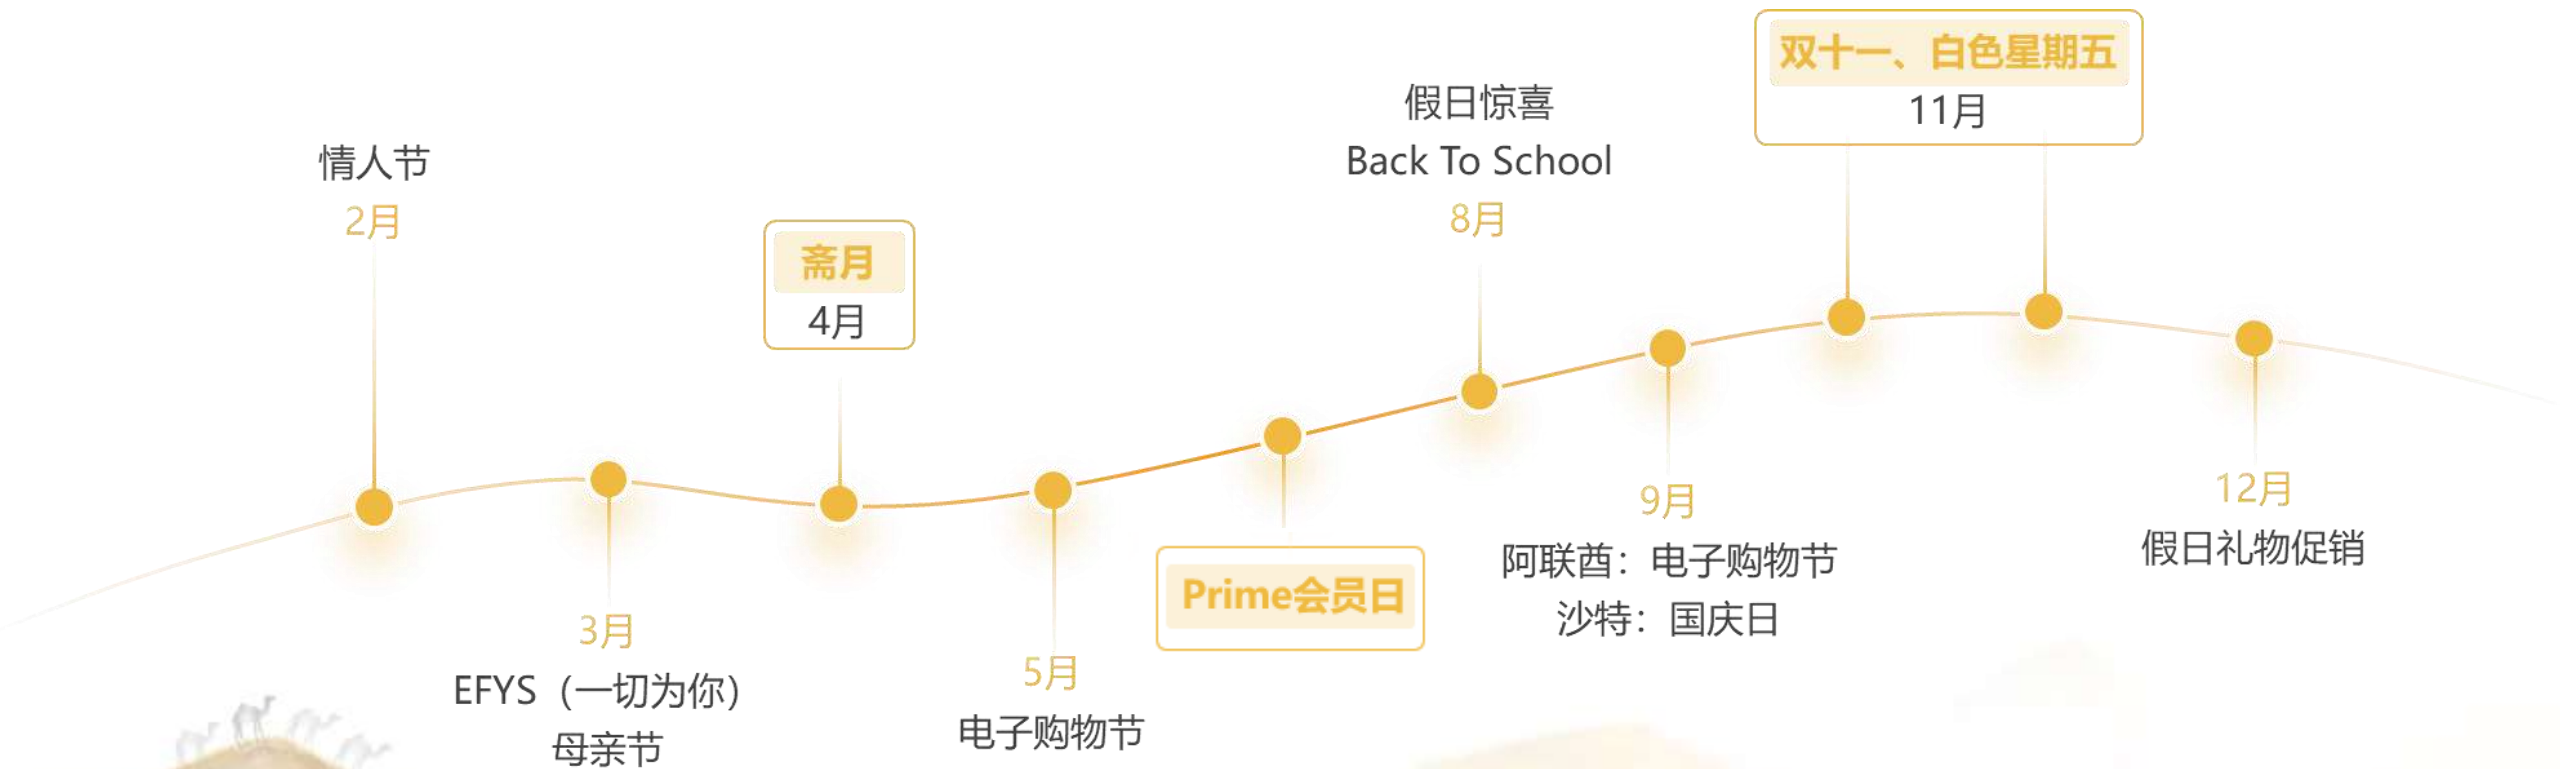 情人节
2月
3月
EFYS（一切为你）
母亲节
斋月
4月
5月
电子购物节
Prime会员日
假日惊喜
Back To School
8月
9月
阿联酋：电子购物节
沙特：国庆日
双十一、白色星期五
11月
12月
假日礼物促销